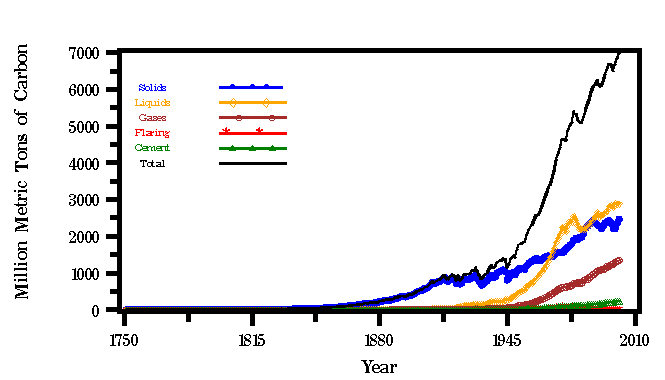 Million Metric Tons of Carbon
7000
6000
5000
4000
3000
2000
1000
0
Solids
Liquids
Gases
Flaring
Cement
Total
1750 1815 1880 1945 2010
Year